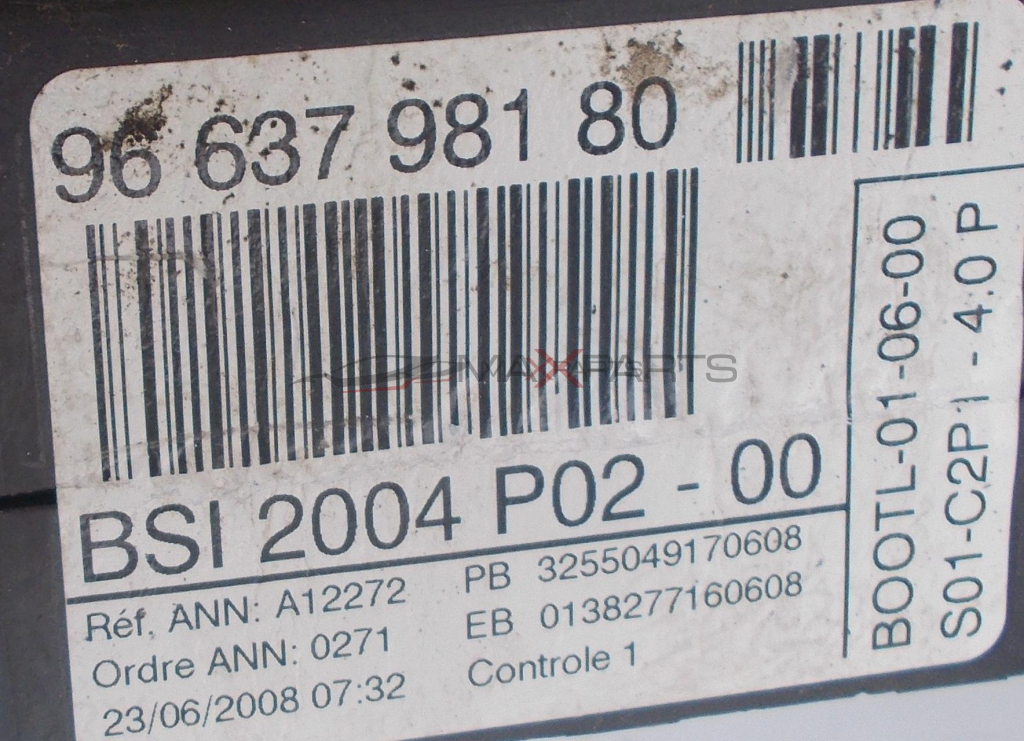 96 637 981 80
MAXPARTS
BSI 2004 P02 - 00
Réf. ANN: A12272
Ordre ANN: 0271
23/06/2008 07:32
PB 3255049170608
EB 0138277160608
Controle 1
BOOTL-01-06-00
S01-C2P1 - 4.0 P